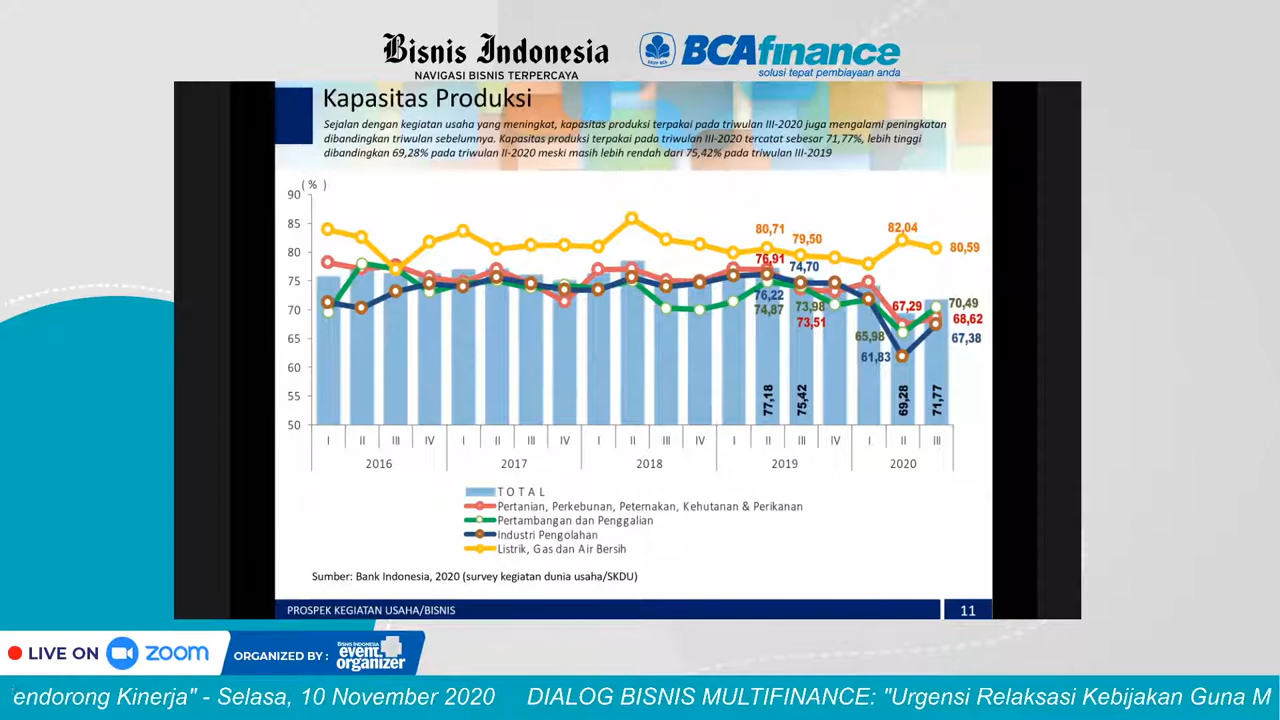 Bisnis Indonesia
NAVIGASI BISNIS TERPERCAYA
BCAfinance
solusi tepat pembiayaan anda
Kapasitas Produksi
Sejalan dengan kegiatan usaha yang meningkat, kapasitas produksi terpakai pada triwulan III-2020 juga mengalami peningkatan
dibandingkan triwulan sebelumnya. Kapasitas produksi terpakai pada triwulan III-2020 tercatat sebesar 71,77%, lebih tinggi
dibandingkan 69,28% pada triwulan II-2020 meski masih lebih rendah dari 75,42% pada triwulan III-2019
(%)
90
85
80
75
70
65
60
55
50
80,71
79,50
82,04
80,59
76,91
74,70
76,22
74,87
73,98
73,51
67,29
70,49
68,62
67,38
65,98
61,83
77,18
75,42
69,28
71,77
I II III IV I II III IV I II III IV I II III IV I II III
2016 2017 2018 2019 2020
TOTAL
Pertanian, Perkebunan, Peternakan, Kehutanan & Perikanan
Pertambangan dan Penggalian
Industri Pengolahan
Listrik, Gas dan Air Bersih
Sumber: Bank Indonesia, 2020 (survey kegiatan dunia usaha/SKDU)
PROSPEK KEGIATAN USAHA/BISNIS
11
LIVE ON zoom
ORGANIZED BY :
BISNIS INDONESIA
event
organizer
endorong Kinerja" - Selasa, 10 November 2020 DIALOG BISNIS MULTIFINANCE: "Urgensi Relaksasi Kebijakan Guna M